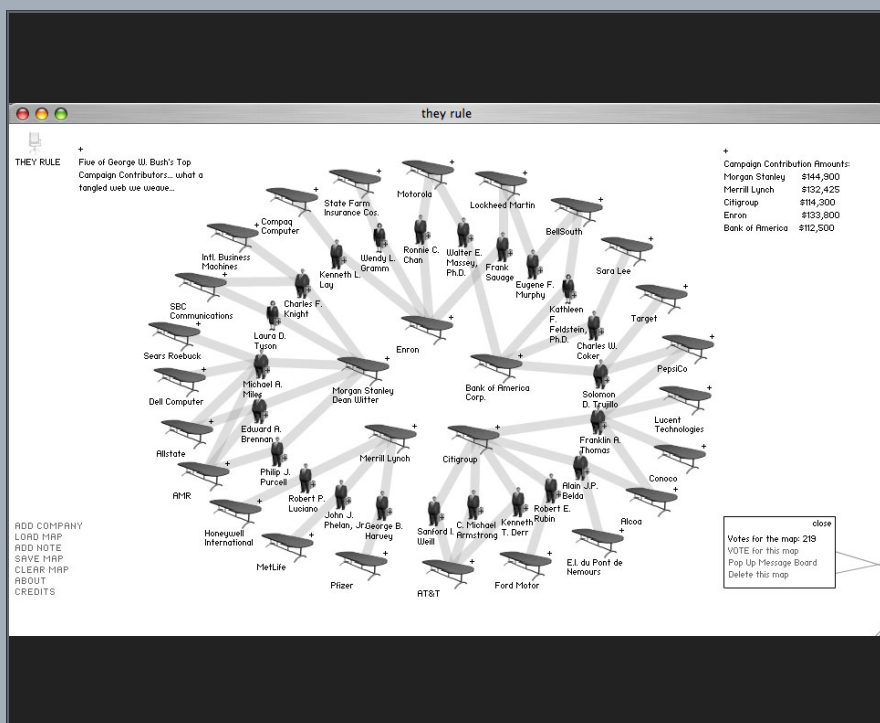 they rule
THEY RULE
+
Five of George W. Bush's Top
Campaign Contributors... what a
tangled web we weave...
+
Campaign Contribution Amounts:
Morgan Stanley $144,900
Merrill Lynch $132,425
Citigroup $114,300
Enron $133,800
Bank of America $112,500
Motorola
State Farm
Insurance Cos.
Lockheed Martin
Compaq
Computer
BellSouth
Intl. Business
Machines
Sara Lee
Wendy L.
Gramm
Ronnie C.
Chan
Walter E.
Massey,
Ph.D.
Frank
Savage
Kenneth L.
Lay
Eugene F.
Murphy
SBC
Communications
Charles F.
Knight
Kathleen
F.
Feldstein,
Ph.D.
Target
Laura D.
Tyson
Enron
Charles W.
Coker
Sears Roebuck
PepsiCo
Michael A.
Miles
Morgan Stanley
Dean Witter
Bank of America
Corp.
Solomon
D. Trujillo
Dell Computer
Lucent
Technologies
Edward A.
Brennan
Merrill Lynch
Citigroup
Franklin A.
Thomas
Allstate
Conoco
Philip J.
Purcell
Alain J.P.
Belda
AMR
Robert P.
Luciano
John J.
Phelan, Jr.
George B.
Harvey
Sanford I.
Weill
C. Michael
Armstrong
Kenneth
T. Derr
Robert E.
Rubin
Alcoa
Honeywell
International
MetLife
Pfizer
AT&T
Ford Motor
E.I. du Pont de
Nemours
ADD COMPANY
LOAD MAP
ADD NOTE
SAVE MAP
CLEAR MAP
ABOUT
CREDITS
close
Votes for the map: 219
VOTE for this map
Pop Up Message Board
Delete this map